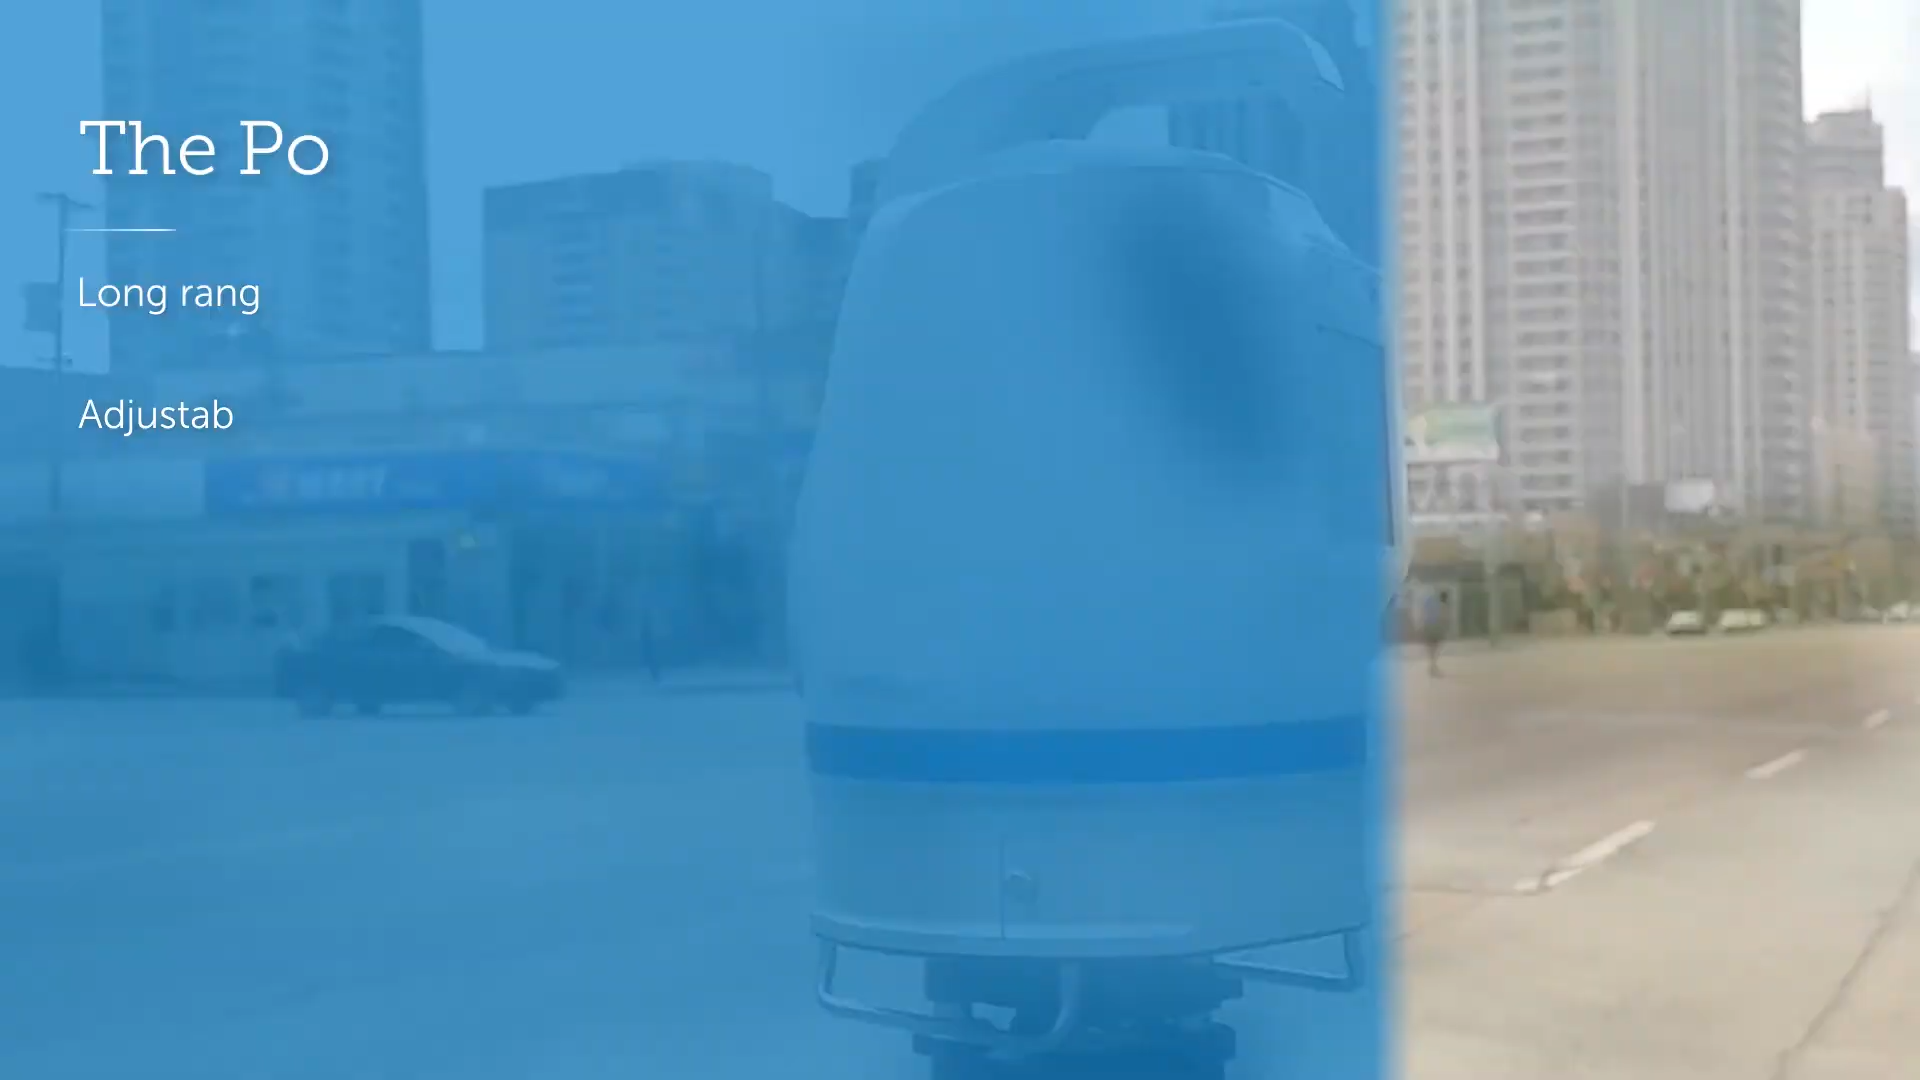 The Po
Long rang
Adjustab